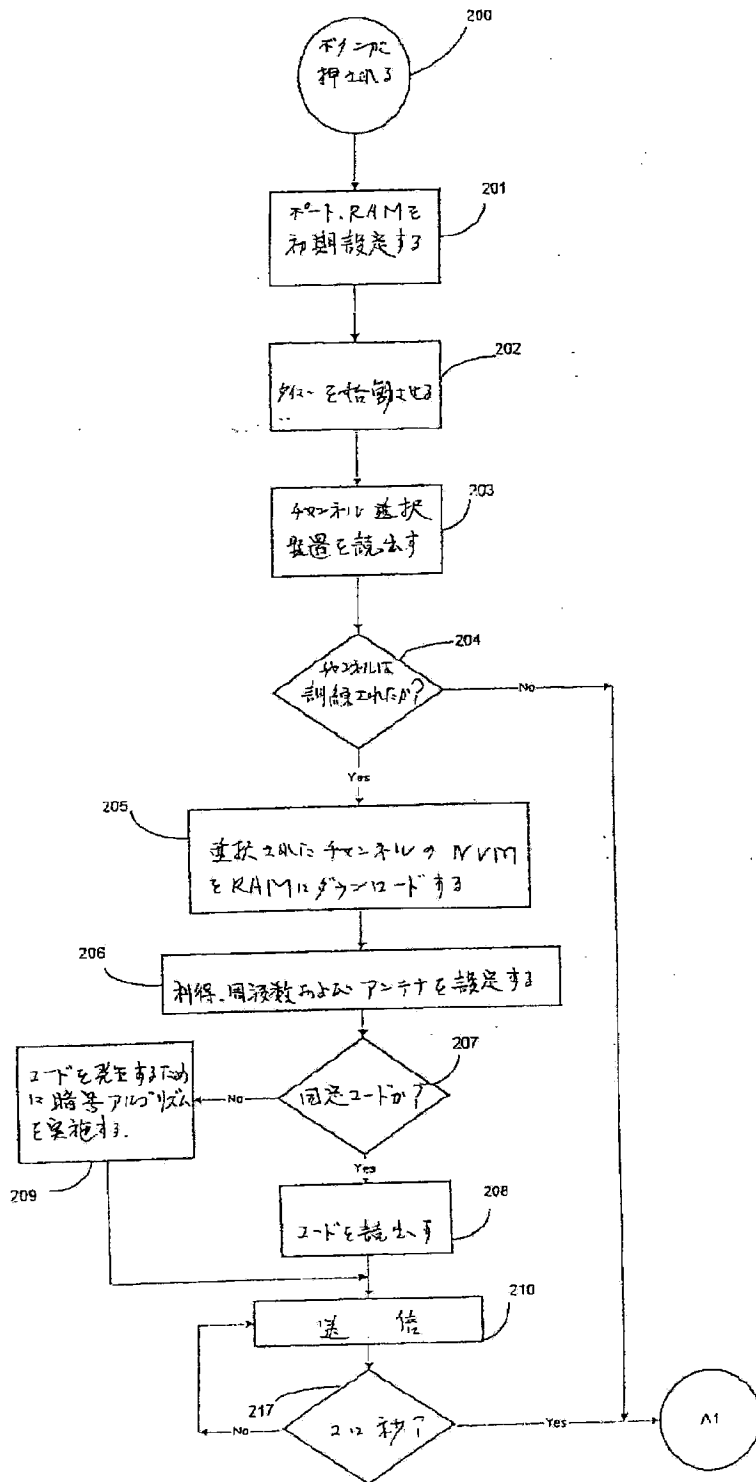 200
ボタンが
押される
201
ポート、RAMを
初期設定する
202
タイマーを始動させる
203
チャンネル選択
装置を読出す
204
チャンネルは
訓練されたか?
No
Yes
205
選択されたチャンネルの NVM
をRAMにダウンロードする
206
利得、周波数およびアンテナを設定する
207
固定コードか?
No
Yes
コードを発生するため
に暗号アルゴリズム
を実施する.
209
208
コードを読出す
210
送 信
217
秒
No
Yes
A1